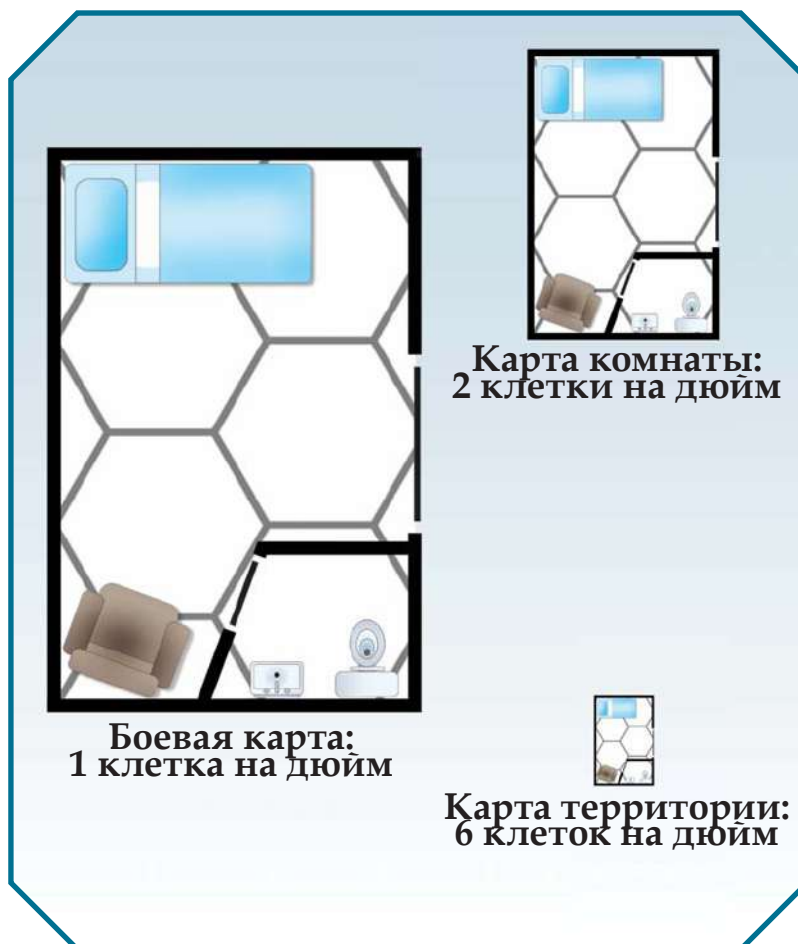 Карта комнаты:
2 клетки на дюйм
Боевая карта:
1 клетка на дюйм
Карта территории:
6 клеток на дюйм